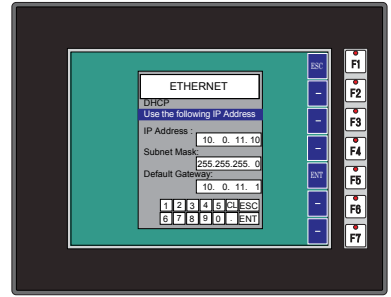 ETHERNET
DHCP
Use the following IP Address
IP Address :
10. 0. 11. 10
Subnet Mask:
255.255.255. 0
Default Gateway:
10. 0. 11. 1
1 2 3 4 5 CL ESC
6 7 8 9 0 . ENT
ESC
–
–
–
ENT
–
–
F1
F2
F3
F4
F5
F6
F7